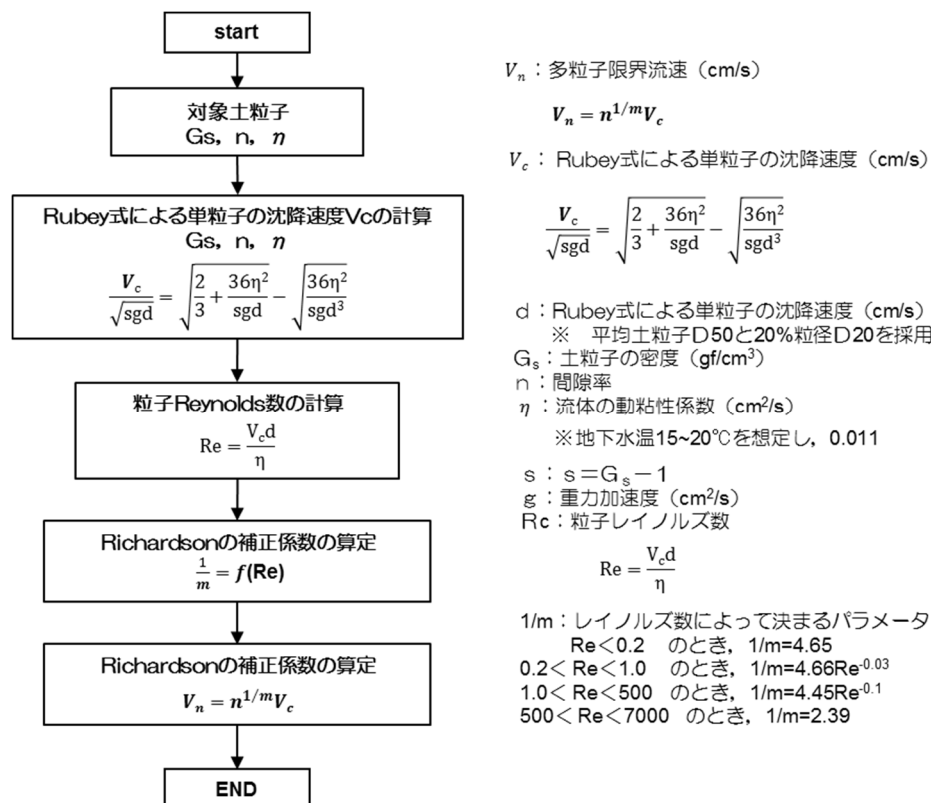 start
対象土粒子
Gs, n, η
Rubey式による単粒子の沈降速度Vcの計算
Gs, n, η
V_c/√sgd = √(2/3 + 36η²/sgd) − √(36η²/sgd³)
粒子Reynolds数の計算
Re = V_cd/η
Richardsonの補正係数の算定
1/m = f(Re)
Richardsonの補正係数の算定
V_n = n^{1/m}V_c
END
V_n：多粒子限界流速（cm/s）
V_n = n^{1/m}V_c
V_c： Rubey式による単粒子の沈降速度（cm/s）
V_c/√sgd = √(2/3 + 36η²/sgd) − √(36η²/sgd³)
d：Rubey式による単粒子の沈降速度（cm/s）
※ 平均土粒子D50と20%粒径D20を採用
G_s：土粒子の密度（gf/cm³）
n：間隙率
η：流体の動粘性係数（cm²/s）
※地下水温15~20℃を想定し，0.011
s：s＝G_s－1
g：重力加速度（cm²/s）
Rc：粒子レイノルズ数
Re = V_cd/η
1/m：レイノルズ数によって決まるパラメータ
Re＜0.2 のとき，1/m=4.65
0.2＜Re＜1.0 のとき，1/m=4.66Re^{-0.03}
1.0＜Re＜500 のとき，1/m=4.45Re^{-0.1}
500＜Re＜7000 のとき，1/m=2.39